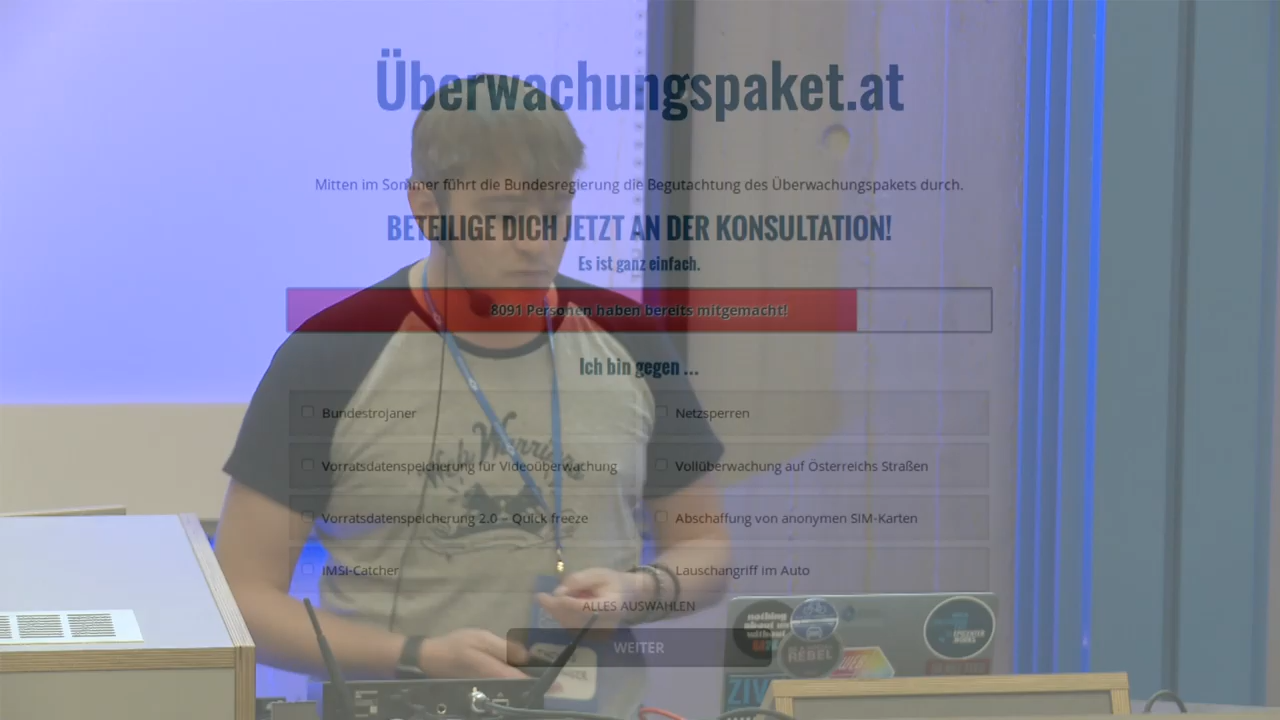 Überwachungspaket.at
Mitten im Sommer führt die Bundesregierung die Begutachtung des Überwachungspakets durch.
BETEILIGE DICH JETZT AN DER KONSULTATION!
Es ist ganz einfach.
8091 Personen haben bereits mitgemacht!
Ich bin gegen ...
Bundestrojaner
Netzsperren
Vorratsdatenspeicherung für Videoüberwachung
Vollüberwachung auf Österreichs Straßen
Vorratsdatenspeicherung 2.0 – Quick freeze
Abschaffung von anonymen SIM-Karten
IMSI-Catcher
Lauschangriff im Auto
ALLES AUSWÄHLEN
WEITER
nothing
REBEL
ZIV